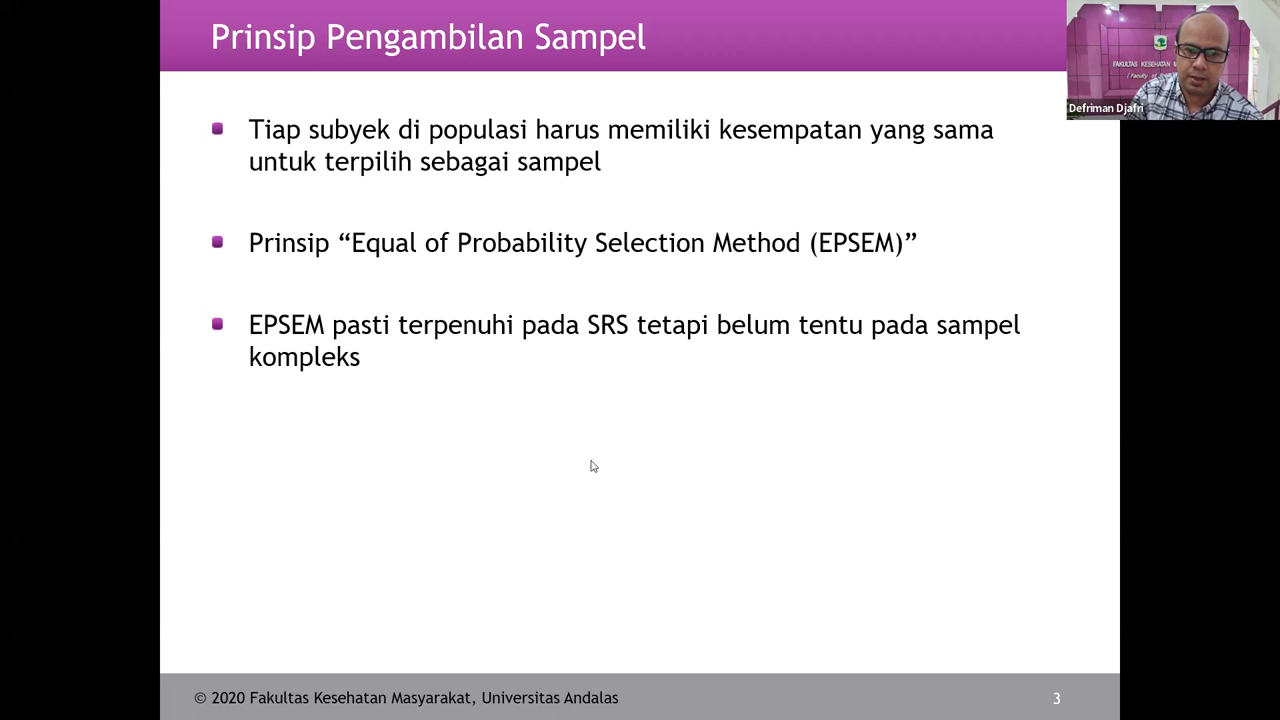 Prinsip Pengambilan Sampel
Tiap subyek di populasi harus memiliki kesempatan yang sama
untuk terpilih sebagai sampel
Prinsip “Equal of Probability Selection Method (EPSEM)”
EPSEM pasti terpenuhi pada SRS tetapi belum tentu pada sampel
kompleks
FAKULTAS KESEHATAN
(Faculty of
Defriman Djafri
© 2020 Fakultas Kesehatan Masyarakat, Universitas Andalas
3